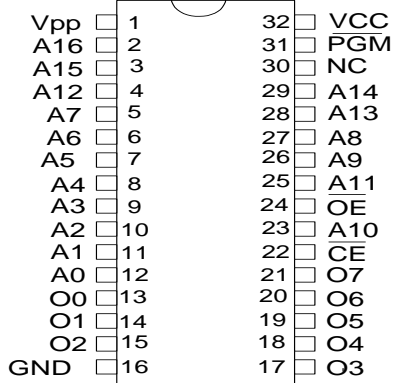 Vpp 1 32 VCC
A16 2 31 PGM
A15 3 30 NC
A12 4 29 A14
A7 5 28 A13
A6 6 27 A8
A5 7 26 A9
A4 8 25 A11
A3 9 24 OE
A2 10 23 A10
A1 11 22 CE
A0 12 21 O7
O0 13 20 O6
O1 14 19 O5
O2 15 18 O4
GND 16 17 O3